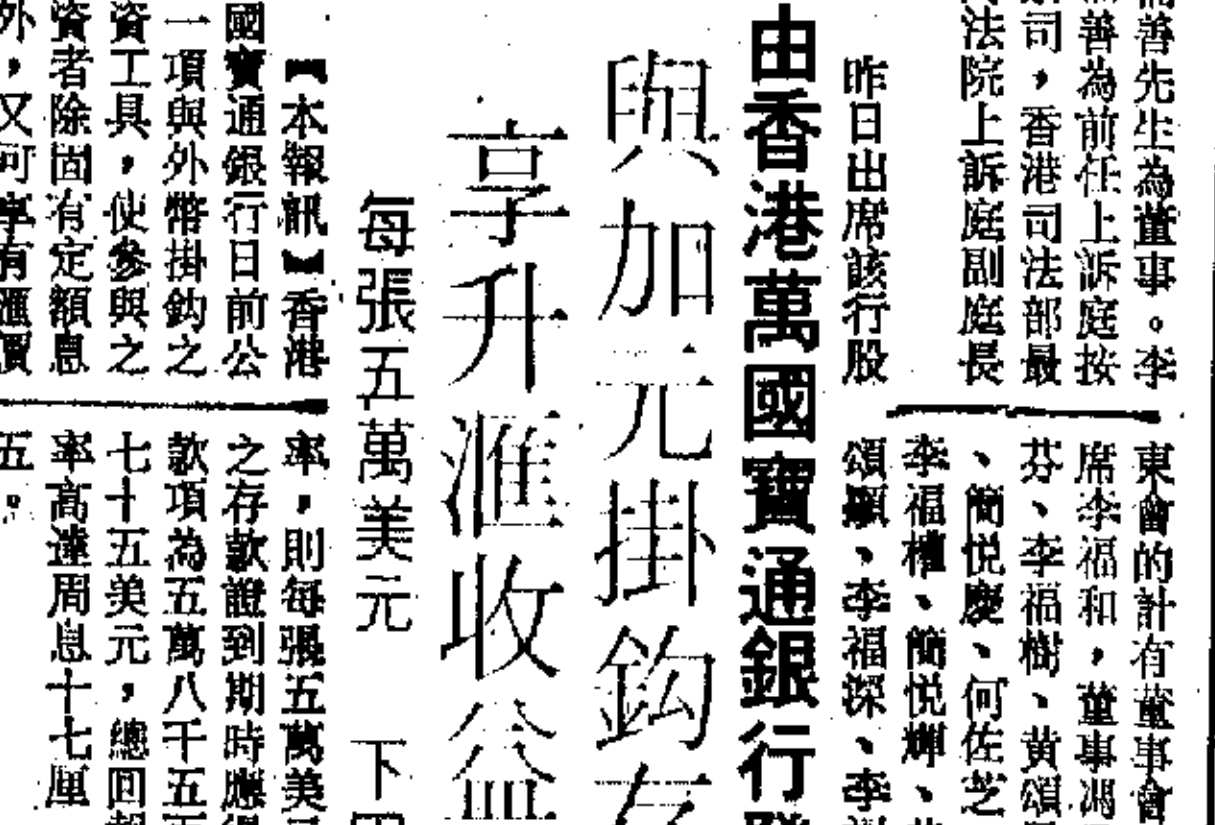 善先生為董事。李
善為前任上訴庭按
司，香港司法部最
法院上訴庭副庭長
昨日出席該行股
東會的計有董事會
席李福和，董事馮
芬、李福樹、黃頌
、簡悅慶、何佐芝
李福權、簡悅輝、
頌顯、李福深、李
由香港萬國寶通銀行
與加元掛鈎存
享升滙收益
每張五萬美元 下
【本報訊】香港
國寶通銀行日前公
一項與外幣掛鈎之
資工具，使參與之
資者除固有定額息
外，又可享有滙價
率，則每張五萬美
之存款證到期時應得
款項為五萬八千五百
七十五美元，總回報
率高達周息十七厘
五。